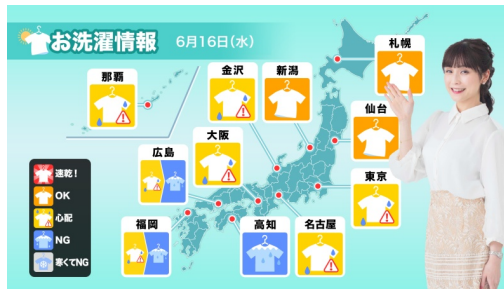 お洗濯情報 6月16日(水)
札幌
那覇
金沢
新潟
仙台
大阪
広島
東京
福岡
高知
名古屋
速乾!
OK
心配
NG
寒くてNG